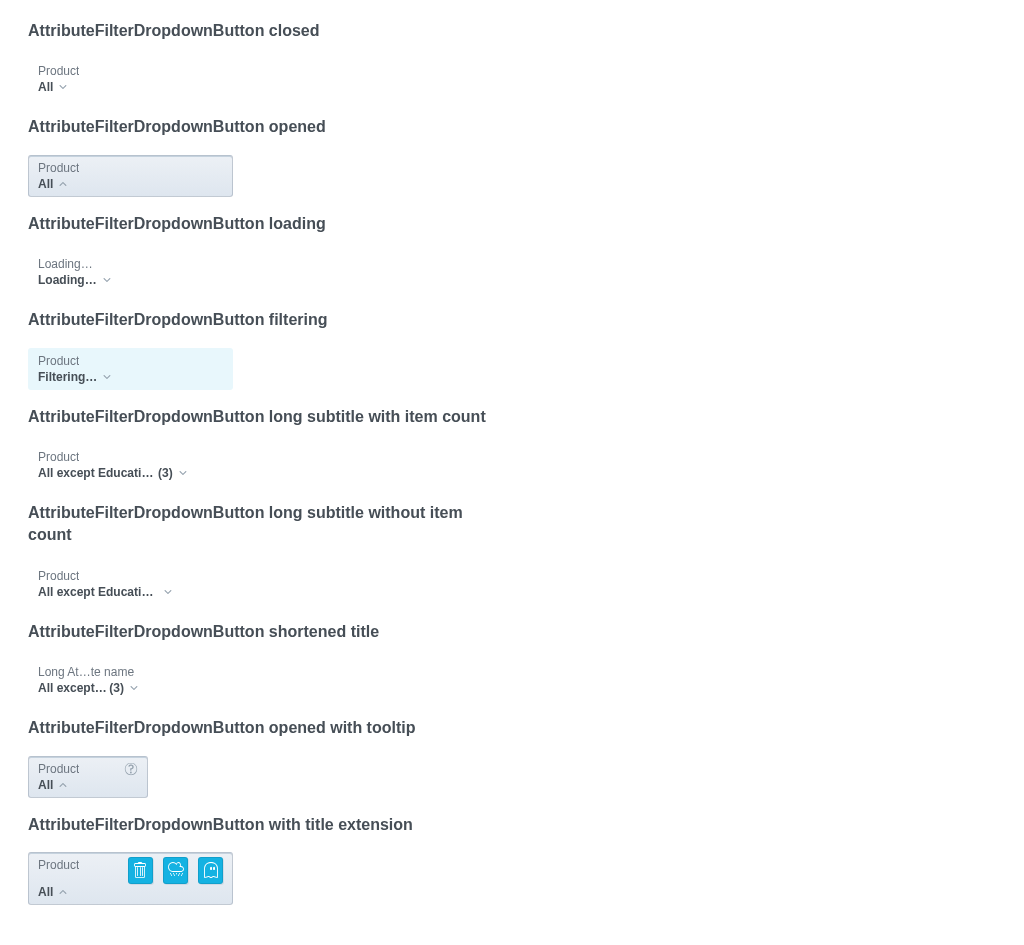 AttributeFilterDropdownButton closed
Product
All
AttributeFilterDropdownButton opened
Product
All
AttributeFilterDropdownButton loading
Loading…
Loading…
AttributeFilterDropdownButton filtering
Product
Filtering…
AttributeFilterDropdownButton long subtitle with item count
Product
All except Educati… (3)
AttributeFilterDropdownButton long subtitle without item
count
Product
All except Educati…
AttributeFilterDropdownButton shortened title
Long At…te name
All except… (3)
AttributeFilterDropdownButton opened with tooltip
Product
All
AttributeFilterDropdownButton with title extension
Product
All